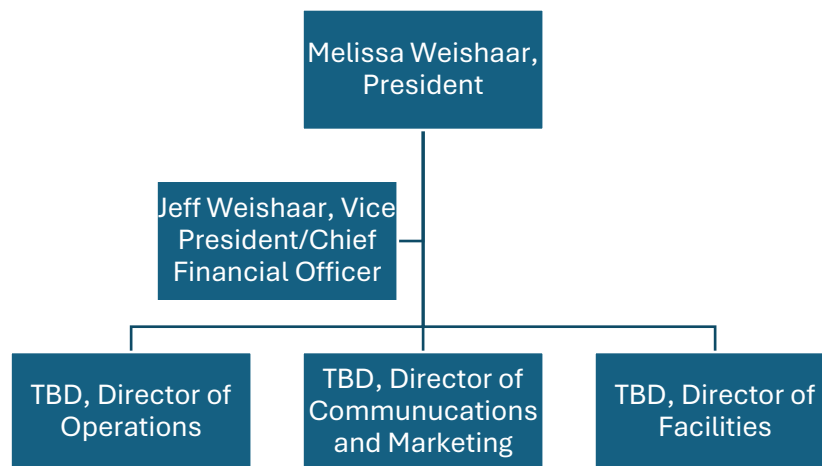 Melissa Weishaar,
President
Jeff Weishaar, Vice
President/Chief
Financial Officer
TBD, Director of
Operations
TBD, Director of
Communucations
and Marketing
TBD, Director of
Facilities